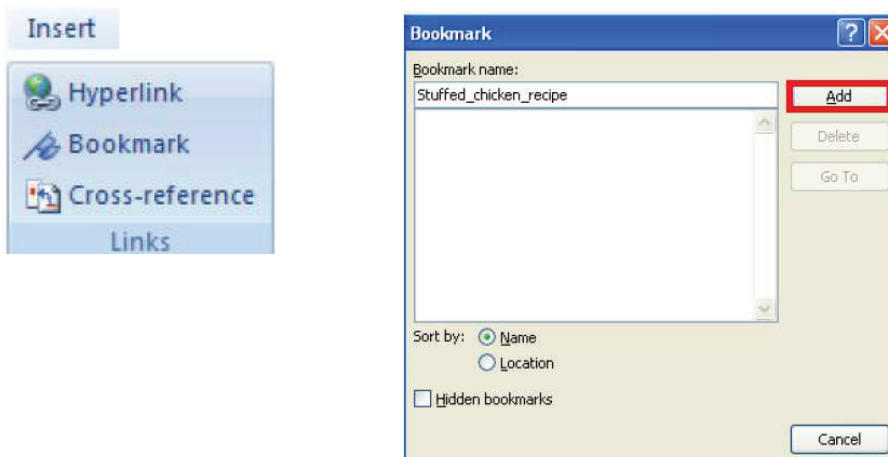 Insert
Hyperlink
Bookmark
Cross-reference
Links
Bookmark
?
Bookmark name:
Stuffed_chicken_recipe
Add
Delete
Go To
Sort by:
Name
Location
Hidden bookmarks
Cancel